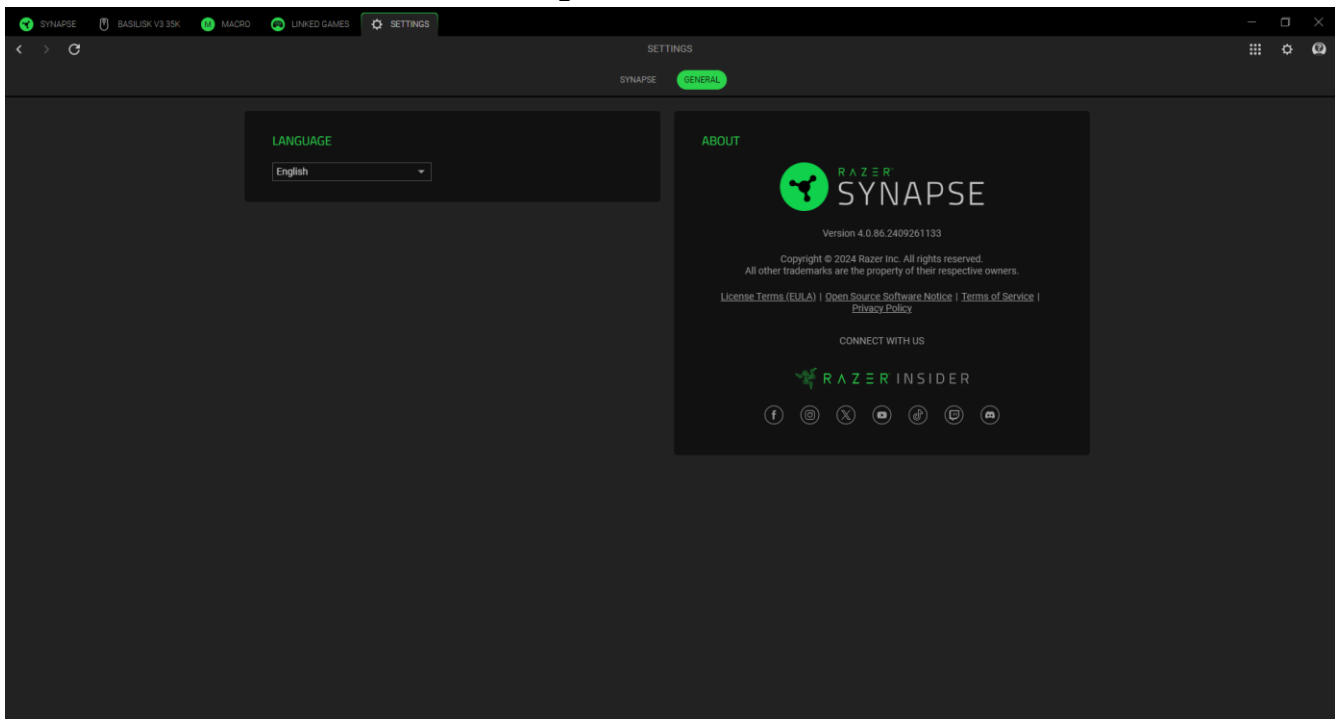 SYNAPSE BASILISK V3 35K M MACRO LINKED GAMES SETTINGS
SETTINGS
SYNAPSE GENERAL
LANGUAGE
English
ABOUT
RAZER
SYNAPSE
Version 4.0.86.2409261133
Copyright © 2024 Razer Inc. All rights reserved.
All other trademarks are the property of their respective owners.
License Terms (EULA) | Open Source Software Notice | Terms of Service |
Privacy Policy
CONNECT WITH US
RAZER INSIDER